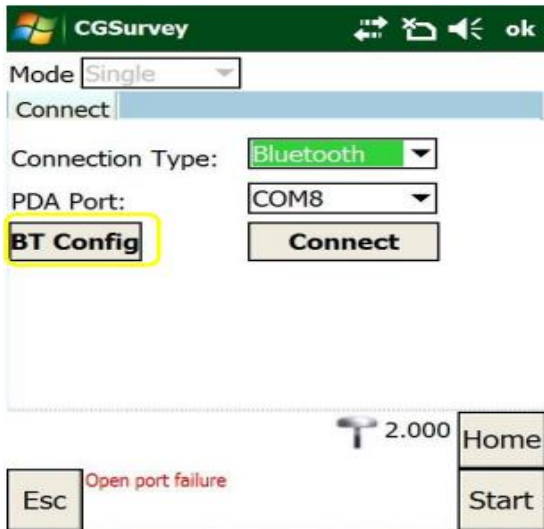 CGSurvey ok
Mode Single
Connect
Connection Type: Bluetooth
PDA Port: COM8
BT Config Connect
2.000 Home
Esc Open port failure Start